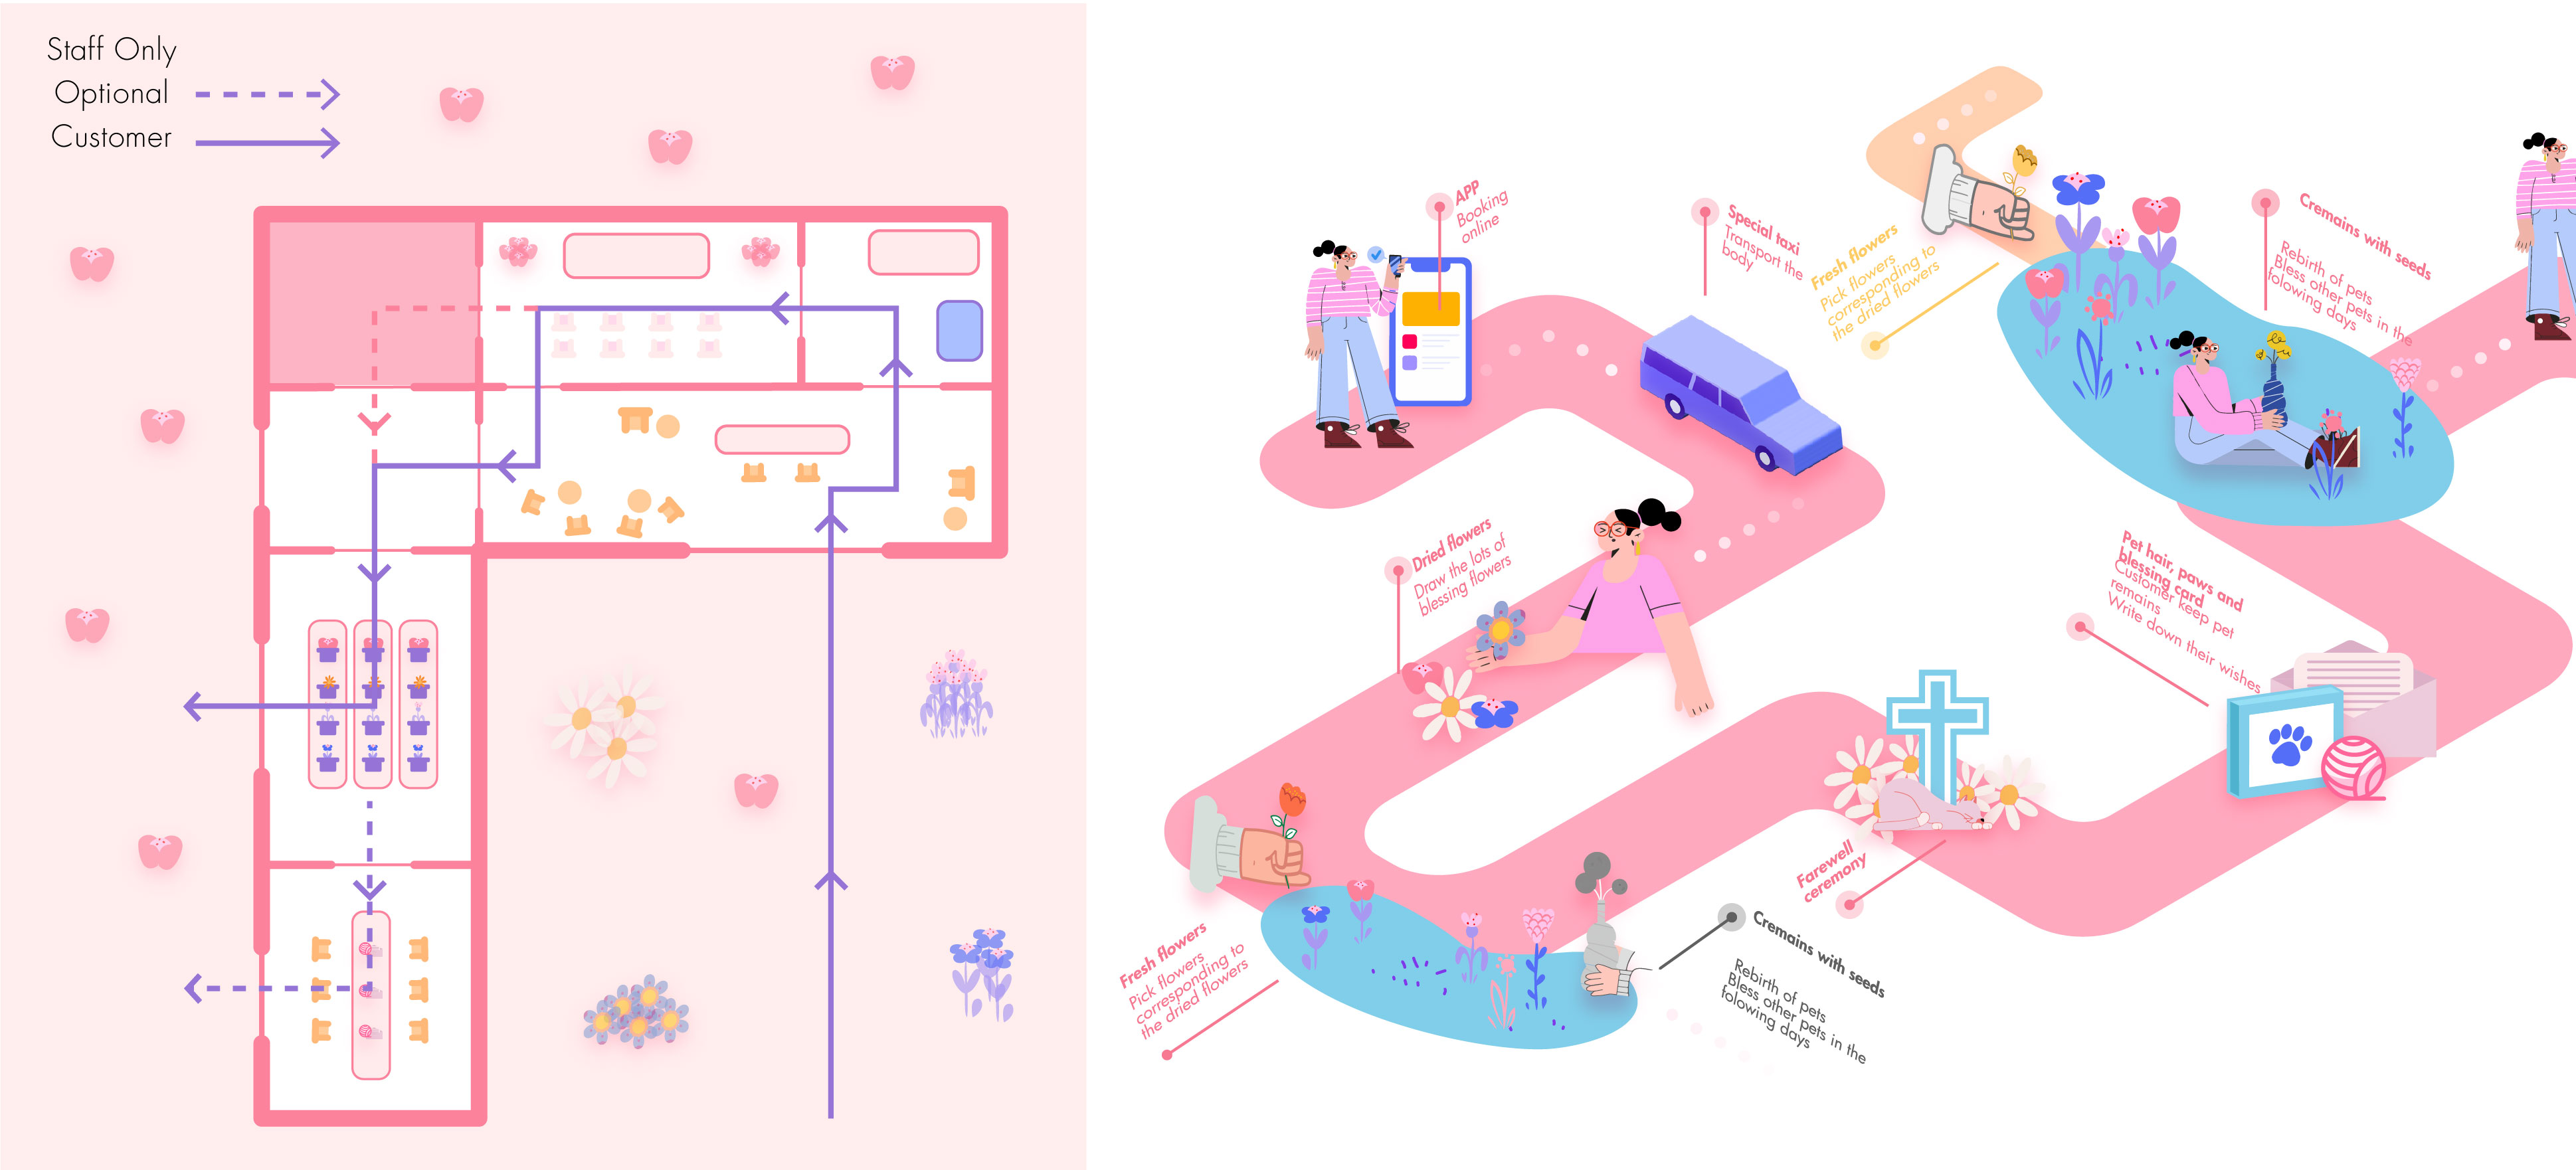 Staff Only
Optional
Customer
APP
Booking
online
Special taxi
Transport the
body
Fresh flowers
Pick flowers
corresponding to
the dried flowers
Cremains with seeds
Rebirth of pets
Bless other pets in the
folowing days
Dried flowers
Draw the lots of
blessing flowers
Pet hair, paws and
blessing card
Customer keep pet
remains
Write down their wishes
Farewell
ceremony
Cremains with seeds
Rebirth of pets
Bless other pets in the
folowing days
Fresh flowers
Pick flowers
corresponding to
the dried flowers